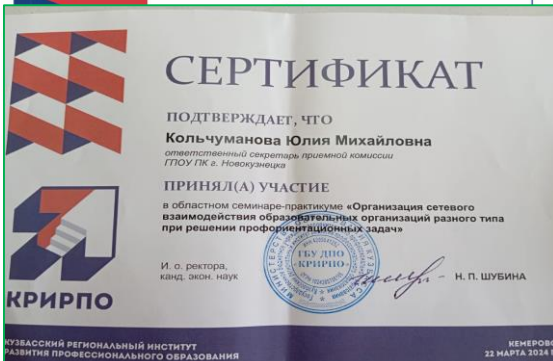 СЕРТИФИКАТ
ПОДТВЕРЖДАЕТ, ЧТО
Кольчуманова Юлия Михайловна
ответственный секретарь приемной комиссии
ГПОУ ПК г. Новокузнецка
ПРИНЯЛ(А) УЧАСТИЕ
в областном семинаре-практикуме «Организация сетевого
взаимодействия образовательных организаций разного типа
при решении профориентационных задач»
И. о. ректора,
канд. экон. наук
ГБУ ДПО
КРИРПО
Н. П. ШУБИНА
КРИРПО
КУЗБАССКИЙ РЕГИОНАЛЬНЫЙ ИНСТИТУТ
РАЗВИТИЯ ПРОФЕССИОНАЛЬНОГО ОБРАЗОВАНИЯ
КЕМЕРОВО
22 МАРТА 2024